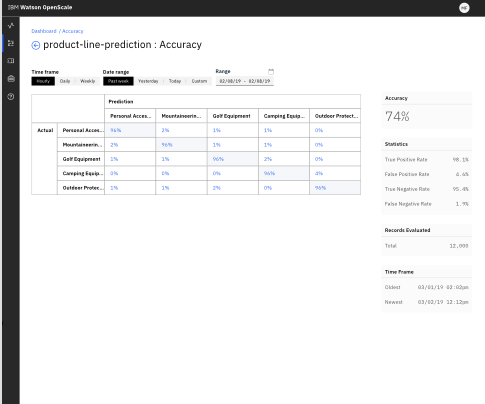 IBM Watson OpenScale
MF
Dashboard / Accuracy
product-line-prediction : Accuracy
Time frame
Hourly Daily Weekly
Date range
Past week Yesterday Today Custom
Range
02/08/19 - 02/08/19
Prediction
Personal Acces... Mountaineerin... Golf Equipment Camping Equip... Outdoor Protect...
Actual Personal Acces... 96% 2% 1% 1% 0%
Mountaineerin... 2% 96% 1% 1% 0%
Golf Equipment 1% 1% 96% 2% 0%
Camping Equip... 0% 0% 0% 96% 4%
Outdoor Protec... 1% 1% 2% 0% 96%
Accuracy
74%
Statistics
True Positive Rate 98.1%
False Positive Rate 4.6%
True Negative Rate 95.4%
False Negative Rate 1.9%
Records Evaluated
Total 12,000
Time Frame
Oldest 03/01/19 02:02pm
Newest 03/02/19 12:12pm